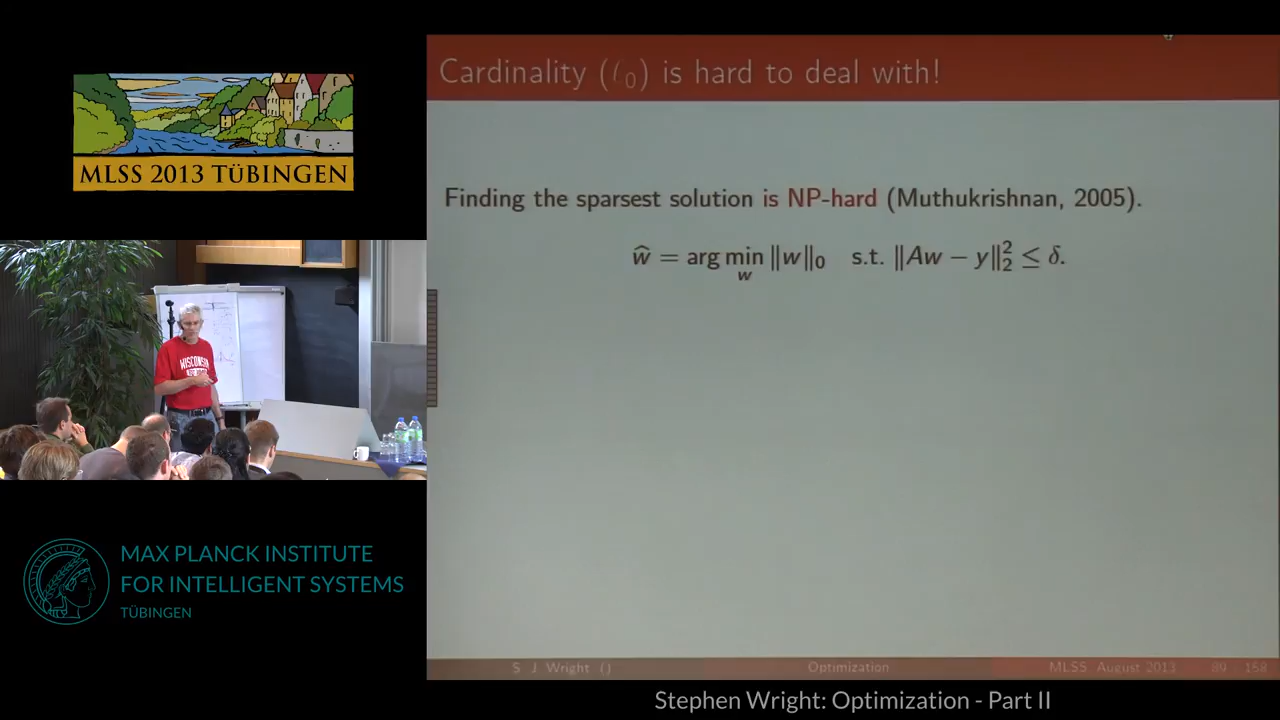 MLSS 2013 TÜBINGEN
WISCONSIN
MAX PLANCK INSTITUTE
FOR INTELLIGENT SYSTEMS
TÜBINGEN
Cardinality (ℓ₀) is hard to deal with!
Finding the sparsest solution is NP-hard (Muthukrishnan, 2005).
ŵ = arg min_w ‖w‖₀ s.t. ‖Aw − y‖₂² ≤ δ.
S. J. Wright () Optimization MLSS, August 2013 89 / 158
Stephen Wright: Optimization - Part II